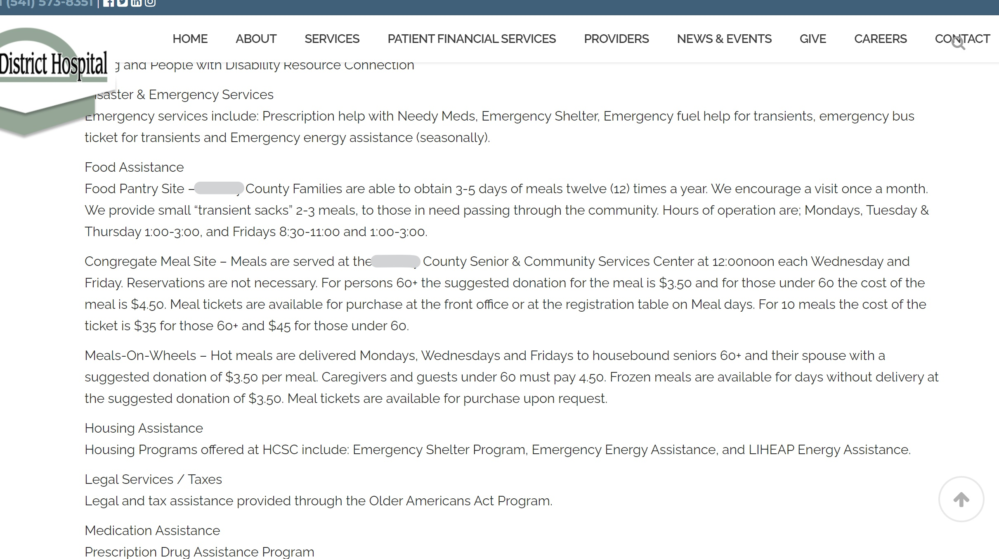 (541) 573-8351 |
HOME ABOUT SERVICES PATIENT FINANCIAL SERVICES PROVIDERS NEWS & EVENTS GIVE CAREERS CONTACT
District Hospital
and People with Disability Resource Connection
& Emergency Services
Emergency services include: Prescription help with Needy Meds, Emergency Shelter, Emergency fuel help for transients, emergency bus
ticket for transients and Emergency energy assistance (seasonally).
Food Assistance
Food Pantry Site – County Families are able to obtain 3-5 days of meals twelve (12) times a year. We encourage a visit once a month.
We provide small “transient sacks” 2-3 meals, to those in need passing through the community. Hours of operation are; Mondays, Tuesday &
Thursday 1:00-3:00, and Fridays 8:30-11:00 and 1:00-3:00.
Congregate Meal Site – Meals are served at the County Senior & Community Services Center at 12:00noon each Wednesday and
Friday. Reservations are not necessary. For persons 60+ the suggested donation for the meal is $3.50 and for those under 60 the cost of the
meal is $4.50. Meal tickets are available for purchase at the front office or at the registration table on Meal days. For 10 meals the cost of the
ticket is $35 for those 60+ and $45 for those under 60.
Meals-On-Wheels – Hot meals are delivered Mondays, Wednesdays and Fridays to housebound seniors 60+ and their spouse with a
suggested donation of $3.50 per meal. Caregivers and guests under 60 must pay 4.50. Frozen meals are available for days without delivery at
the suggested donation of $3.50. Meal tickets are available for purchase upon request.
Housing Assistance
Housing Programs offered at HCSC include: Emergency Shelter Program, Emergency Energy Assistance, and LIHEAP Energy Assistance.
Legal Services / Taxes
Legal and tax assistance provided through the Older Americans Act Program.
Medication Assistance
Prescription Drug Assistance Program